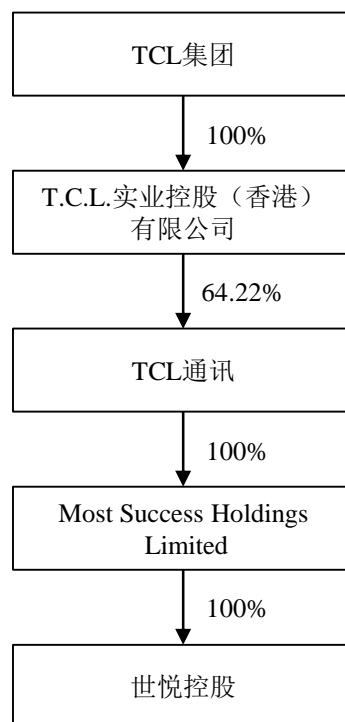 TCL集团
100%
T.C.L.实业控股（香港）
有限公司
64.22%
TCL通讯
100%
Most Success Holdings
Limited
100%
世悦控股